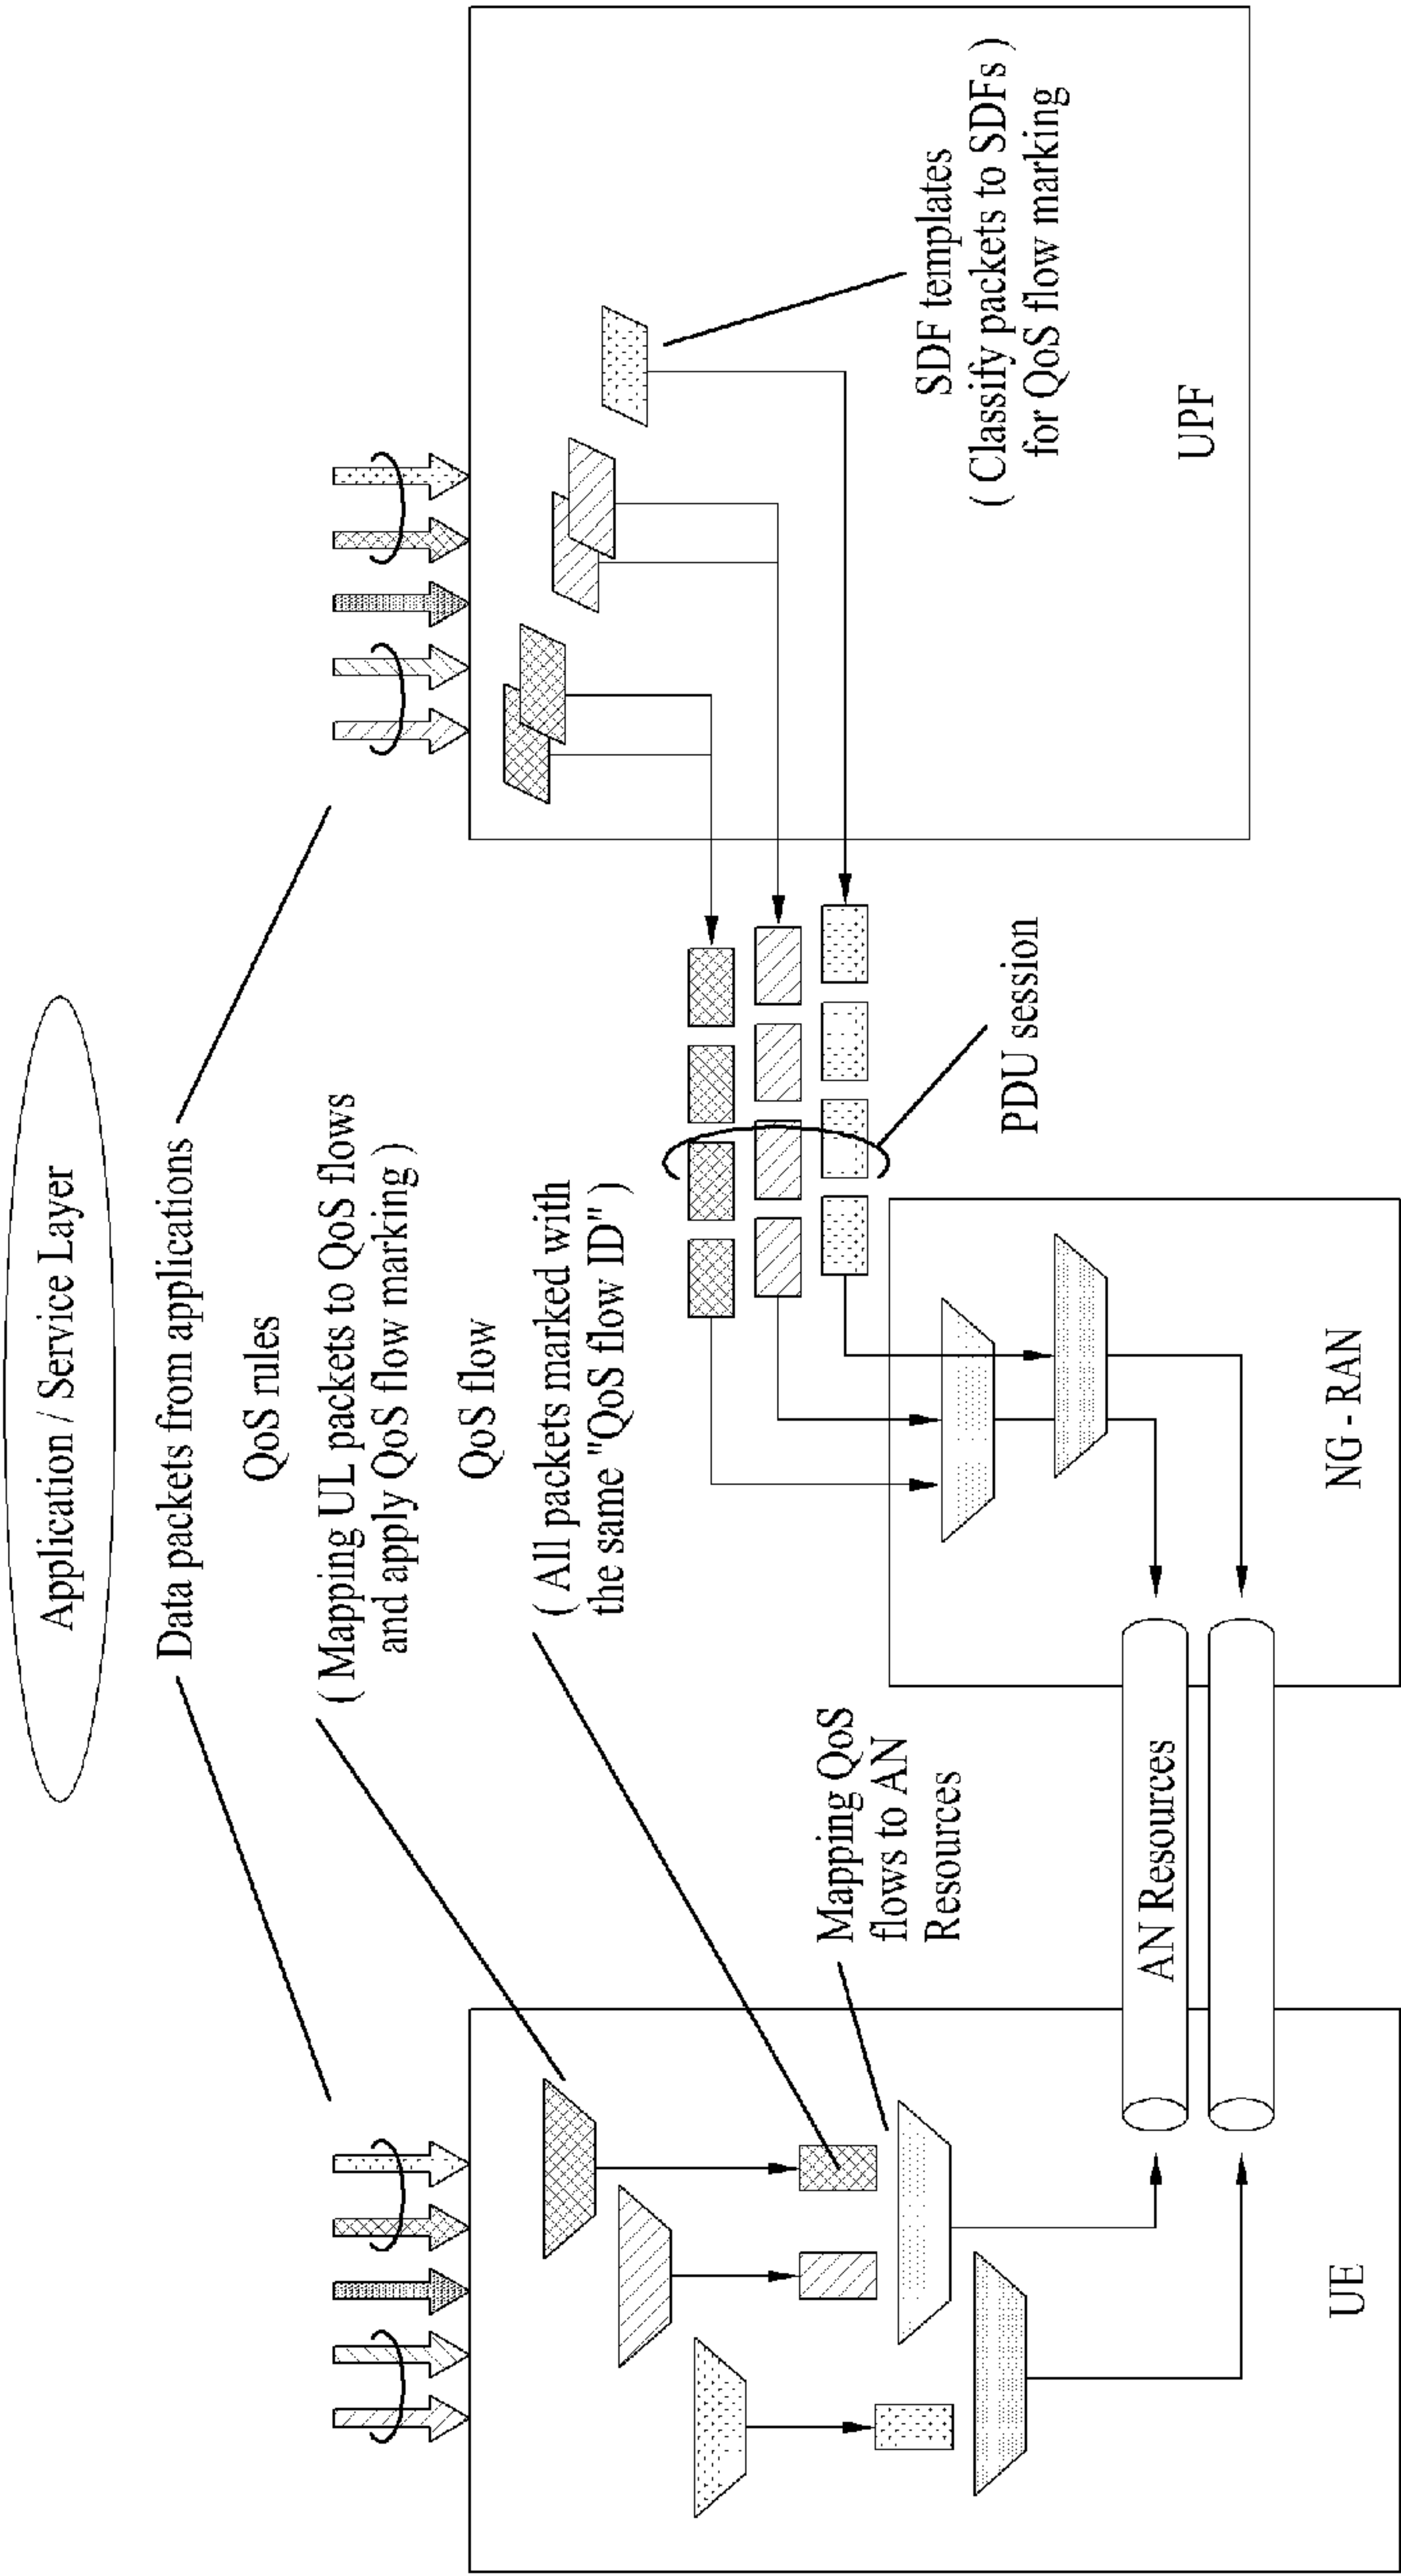 Application / Service Layer
Data packets from applications
QoS rules
( Mapping UL packets to QoS flows
and apply QoS flow marking )
QoS flow
( All packets marked with
the same "QoS flow ID" )
Mapping QoS
flows to AN
Resources
PDU session
SDF templates
( Classify packets to SDFs )
for QoS flow marking
AN Resources
UE
NG - RAN
UPF